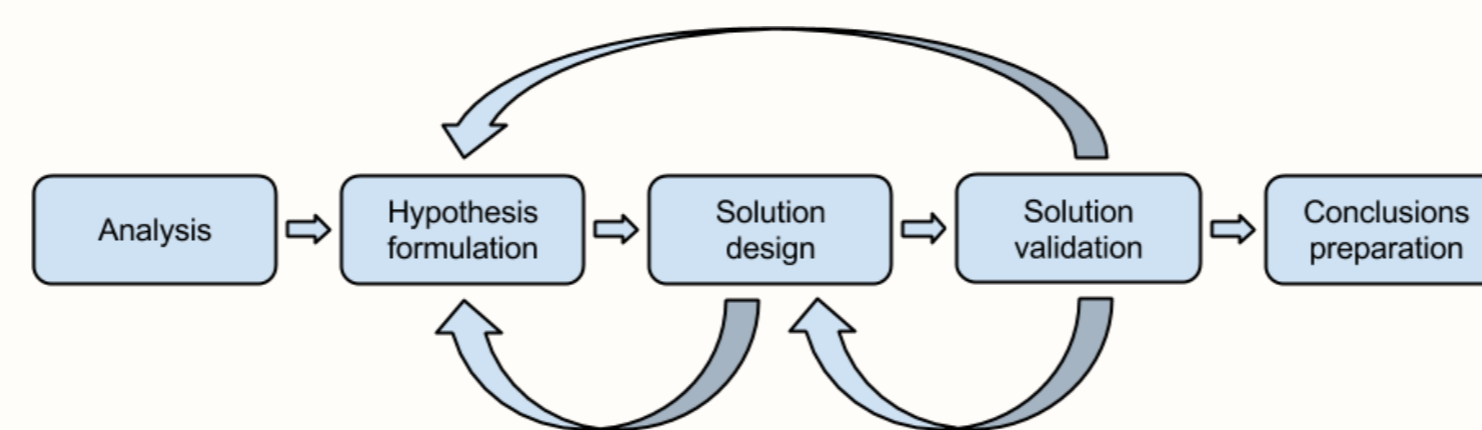 Analysis
Hypothesis
formulation
Solution
design
Solution
validation
Conclusions
preparation